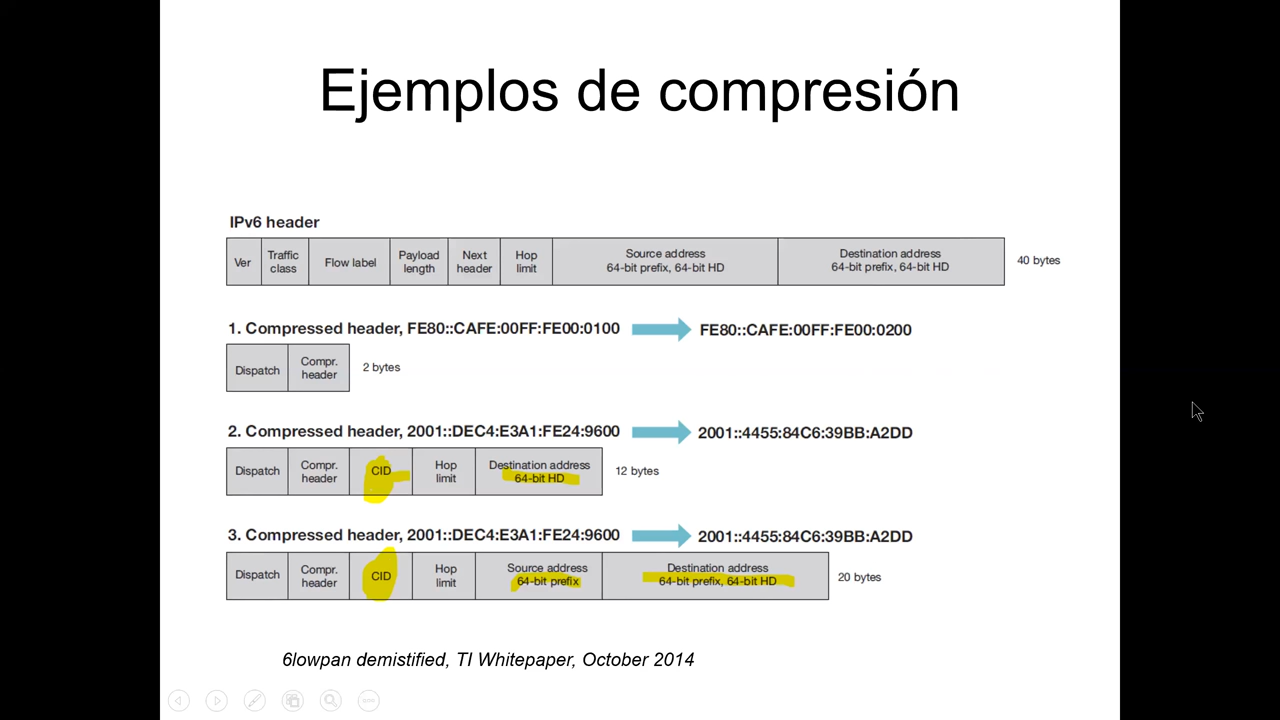 Ejemplos de compresión
IPv6 header
Ver
Traffic
class
Flow label
Payload
length
Next
header
Hop
limit
Source address
64-bit prefix, 64-bit HD
Destination address
64-bit prefix, 64-bit HD
40 bytes
1. Compressed header, FE80::CAFE:00FF:FE00:0100
FE80::CAFE:00FF:FE00:0200
Dispatch
Compr.
header
2 bytes
2. Compressed header, 2001::DEC4:E3A1:FE24:9600
2001::4455:84C6:39BB:A2DD
Dispatch
Compr.
header
CID
Hop
limit
Destination address
64-bit HD
12 bytes
3. Compressed header, 2001::DEC4:E3A1:FE24:9600
2001::4455:84C6:39BB:A2DD
Dispatch
Compr.
header
CID
Hop
limit
Source address
64-bit prefix
Destination address
64-bit prefix, 64-bit HD
20 bytes
6lowpan demistified, TI Whitepaper, October 2014